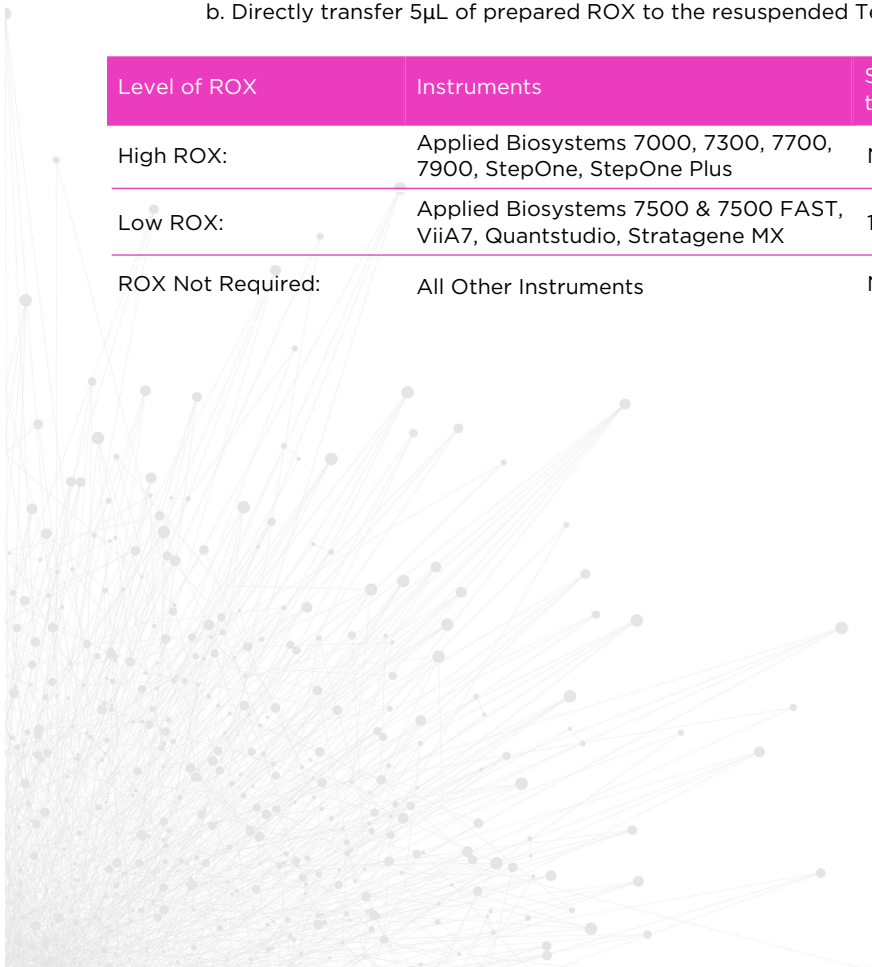 b. Directly transfer 5µL of prepared ROX to the resuspended
Level of ROX Instruments
High ROX: Applied Biosystems 7000, 7300, 7700,
7900, StepOne, StepOne Plus
Low ROX: Applied Biosystems 7500 & 7500 FAST,
ViiA7, Quantstudio, Stratagene MX
ROX Not Required: All Other Instruments